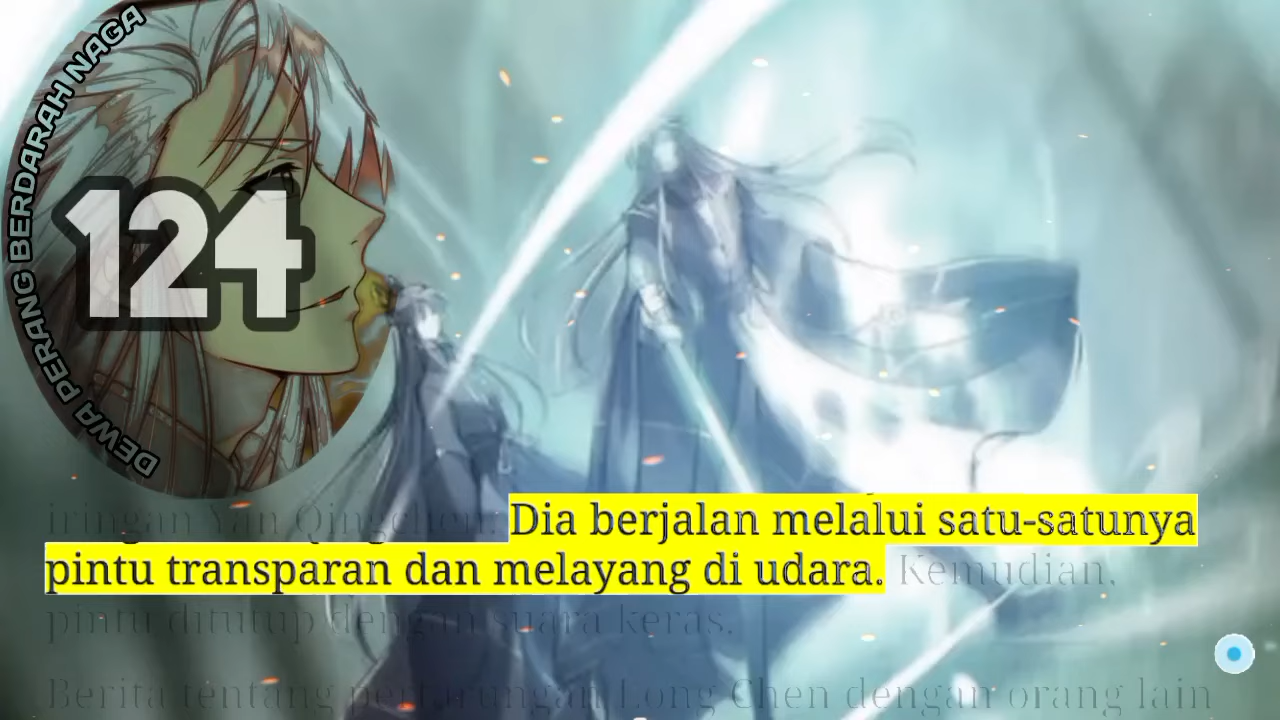 DEWA PERANG BERDARAH NAGA
124
iringan Yan Qingchen. Dia berjalan melalui satu-satunya
pintu transparan dan melayang di udara. Kemudian,
pintu ditutup dengan suara keras.
Berita tentang pertarungan Long Chen dengan orang lain